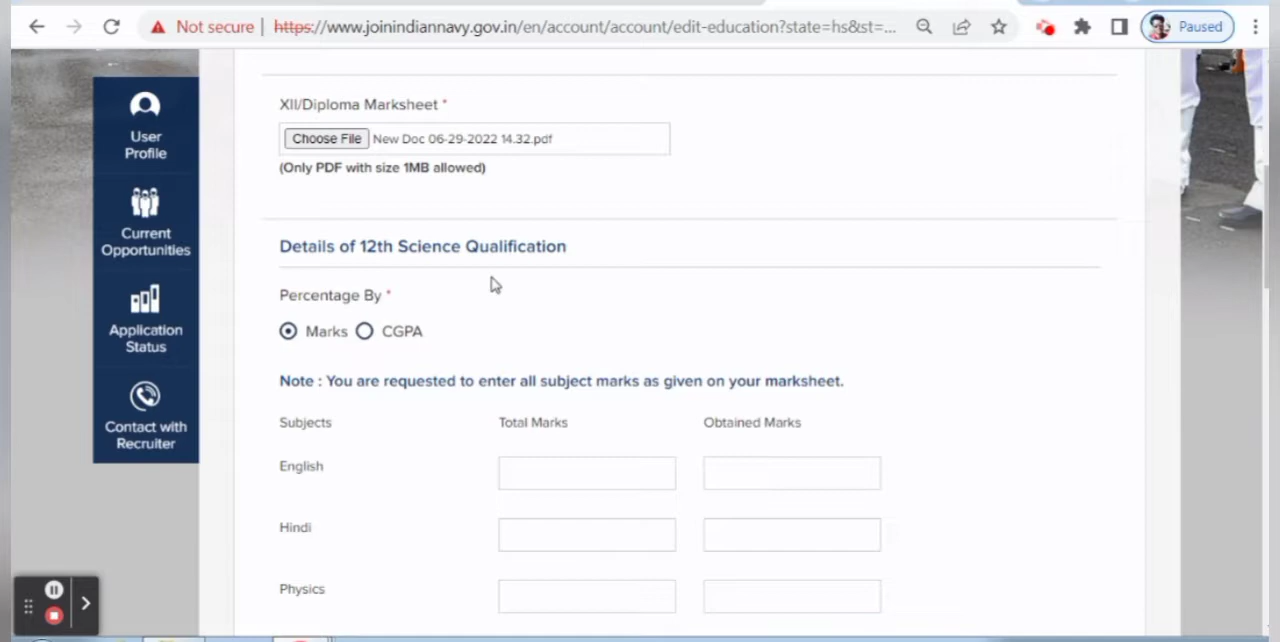 Not secure | https://www.joinindiannavy.gov.in/en/account/account/edit-education?state=hs&st=...
Paused
User
Profile
Current
Opportunities
Application
Status
Contact with
Recruiter
XII/Diploma Marksheet *
Choose File New Doc 06-29-2022 14.32.pdf
(Only PDF with size 1MB allowed)
Details of 12th Science Qualification
Percentage By *
Marks CGPA
Note : You are requested to enter all subject marks as given on your marksheet.
Subjects Total Marks Obtained Marks
English
Hindi
Physics